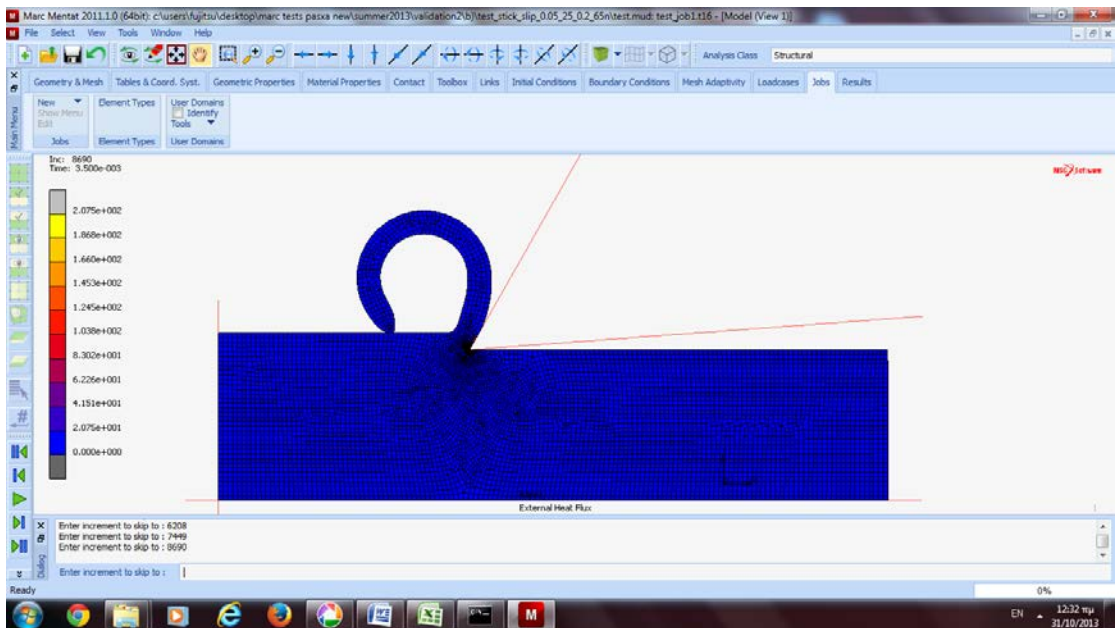 Marc Mentat 2011.1.0 (64bit): c:\users\fujitsu\desktop\marc tests pasxa new\summer2013\validation2\b)\test_stick_slip_0.05_25_0.2_65n\test.mud: test_job1.t16 - [Model (View 1)]
File Select View Tools Window Help
Analysis Class Structural
Geometry & Mesh Tables & Coord. Syst. Geometric Properties Material Properties Contact Toolbox Links Initial Conditions Boundary Conditions Mesh Adaptivity Loadcases Jobs Results
Main Menu
New Element Types User Domains
Show Menu Identify
Edit Tools
Jobs Element Types User Domains
Inc: 8690
Time: 3.500e-003
MSC Software
2.075e+002
1.868e+002
1.660e+002
1.453e+002
1.245e+002
1.038e+002
8.302e+001
6.226e+001
4.151e+001
2.075e+001
0.000e+000
External Heat Flux
1
Dialog
Enter increment to skip to : 6208
Enter increment to skip to : 7449
Enter increment to skip to : 8690
Enter increment to skip to :
Ready
0%
EN
12:32 πμ
31/10/2013